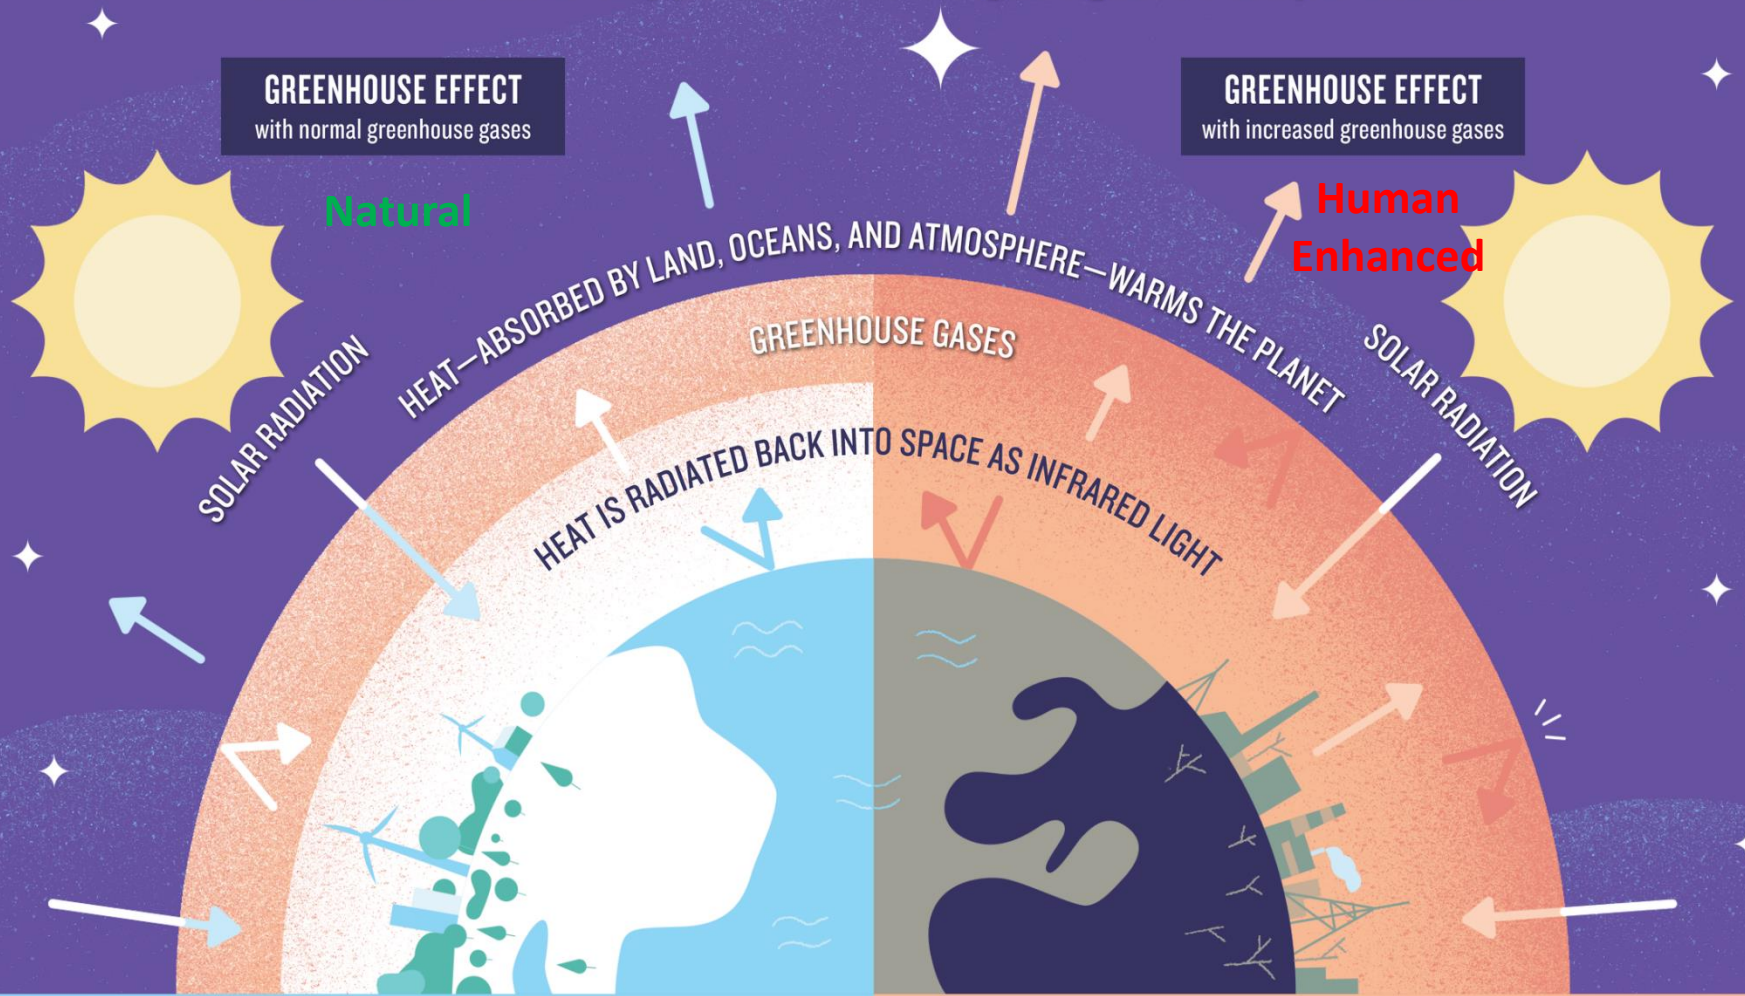 GREENHOUSE EFFECT
with normal greenhouse gases
Natural
GREENHOUSE EFFECT
with increased greenhouse gases
Human
Enhanced
SOLAR RADIATION
HEAT—ABSORBED BY LAND, OCEANS, AND ATMOSPHERE—WARMS THE PLANET
SOLAR RADIATION
GREENHOUSE GASES
HEAT IS RADIATED BACK INTO SPACE AS INFRARED LIGHT